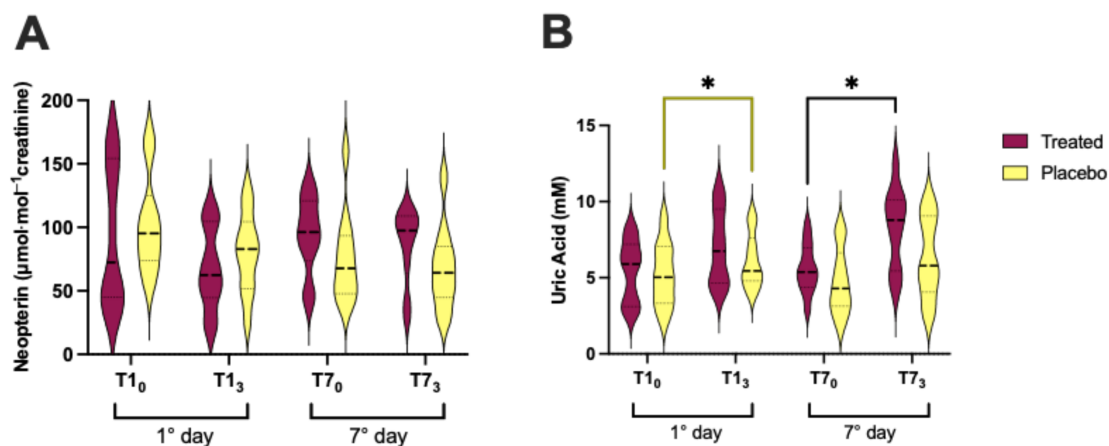 A
Neopterin (µmol·mol⁻¹creatinine)
200
150
100
50
0
T1₀ T1₃ T7₀ T7₃
1° day 7° day
B
* *
Uric Acid (mM)
15
10
5
0
T1₀ T1₃ T7₀ T7₃
1° day 7° day
Treated
Placebo